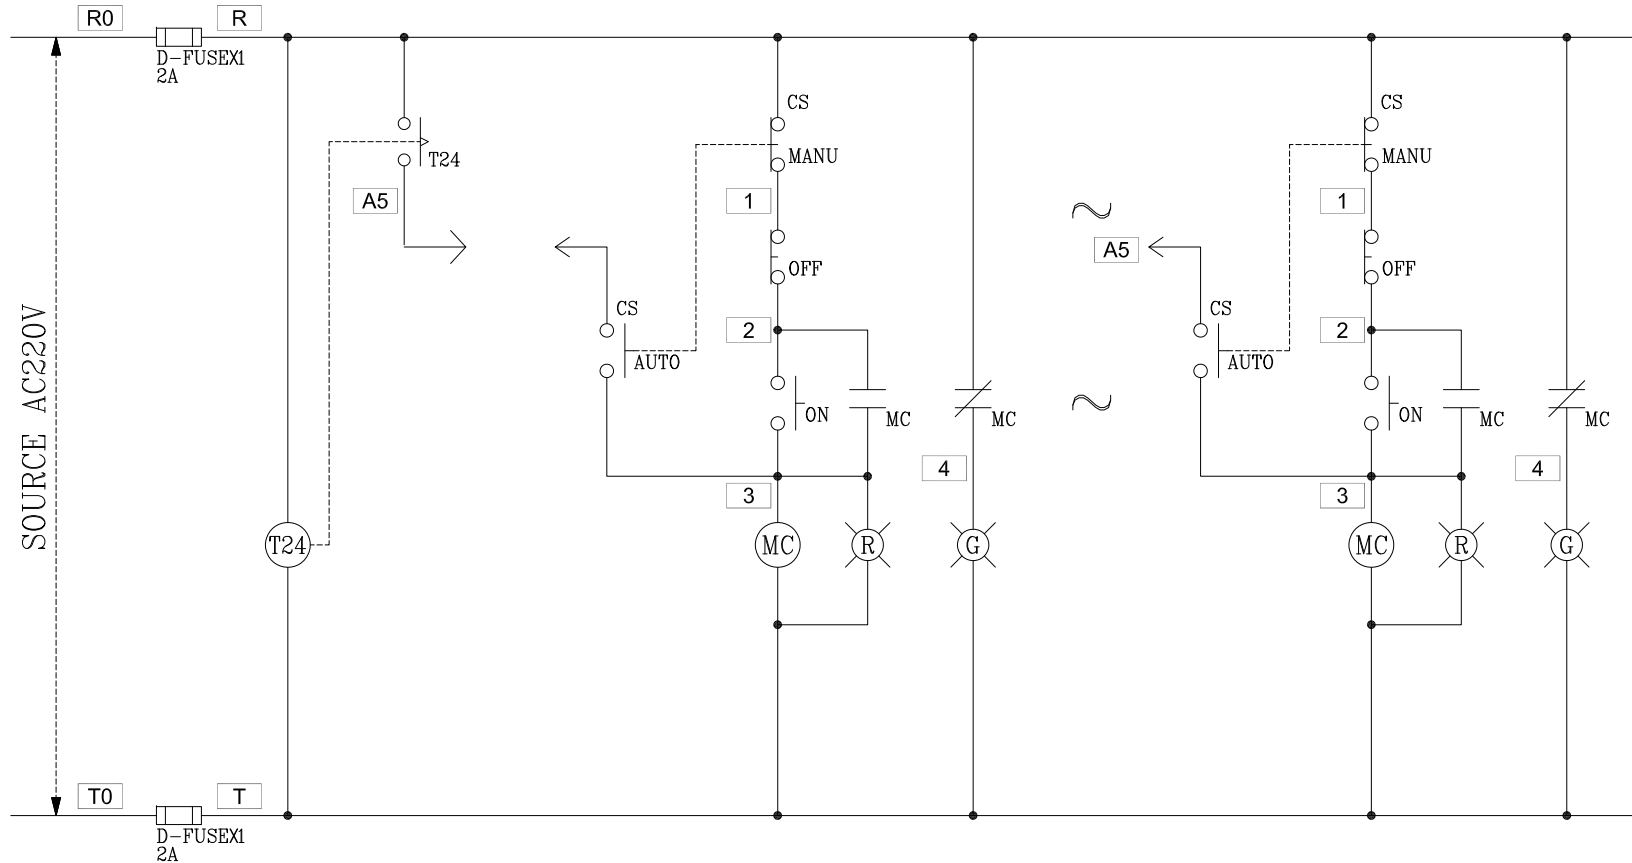 R0
R
D-FUSEX1
2A
SOURCE AC220V
T24
A5
T24
CS
MANU
1
OFF
CS
AUTO
2
ON
MC
MC
3
4
MC
R
G
~
~
CS
MANU
1
A5
OFF
CS
AUTO
2
ON
MC
MC
3
4
MC
R
G
T0
T
D-FUSEX1
2A